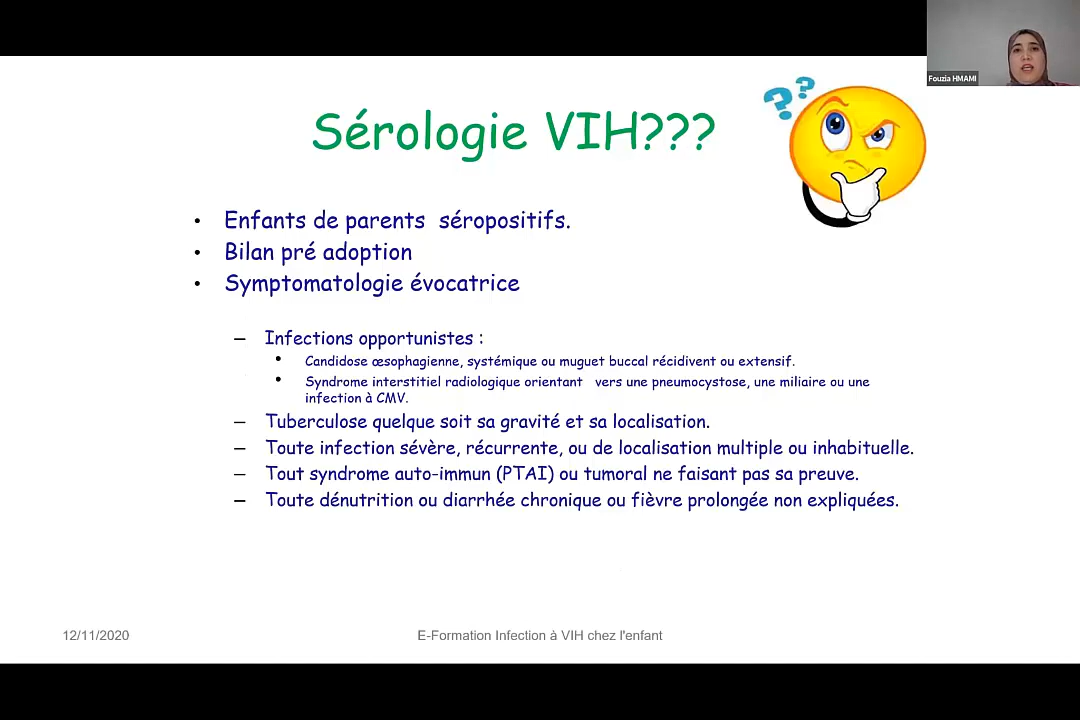 Fouzia HMAMI
Sérologie VIH???
• Enfants de parents séropositifs.
• Bilan pré adoption
• Symptomatologie évocatrice
– Infections opportunistes :
• Candidose œsophagienne, systémique ou muguet buccal récidivent ou extensif.
• Syndrome interstitiel radiologique orientant vers une pneumocystose, une miliaire ou une
infection à CMV.
– Tuberculose quelque soit sa gravité et sa localisation.
– Toute infection sévère, récurrente, ou de localisation multiple ou inhabituelle.
– Tout syndrome auto-immun (PTAI) ou tumoral ne faisant pas sa preuve.
– Toute dénutrition ou diarrhée chronique ou fièvre prolongée non expliquées.
12/11/2020
E-Formation Infection à VIH chez l'enfant